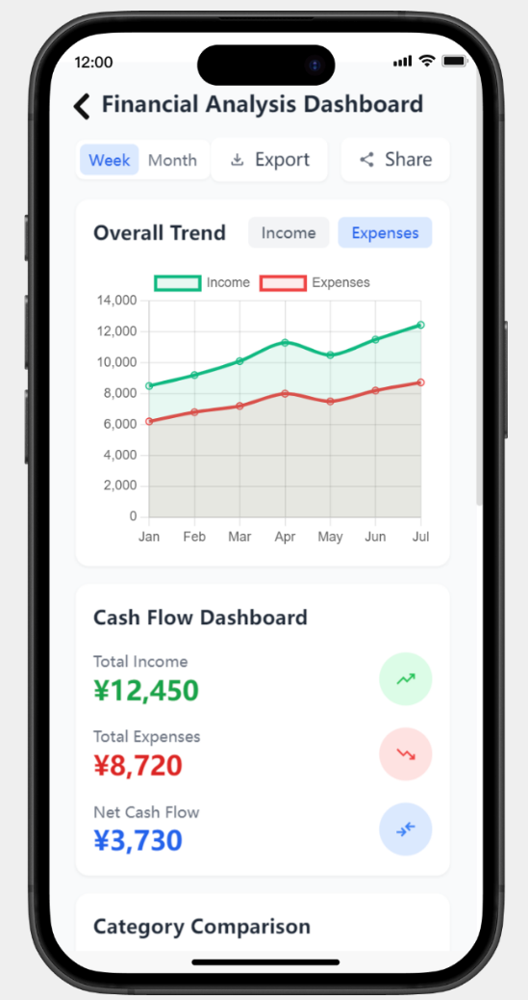 12:00
Financial Analysis Dashboard
Week Month Export Share
Overall Trend Income Expenses
Income Expenses
14,000
12,000
10,000
8,000
6,000
4,000
2,000
0
Jan Feb Mar Apr May Jun Jul
Cash Flow Dashboard
Total Income
¥12,450
Total Expenses
¥8,720
Net Cash Flow
¥3,730
Category Comparison